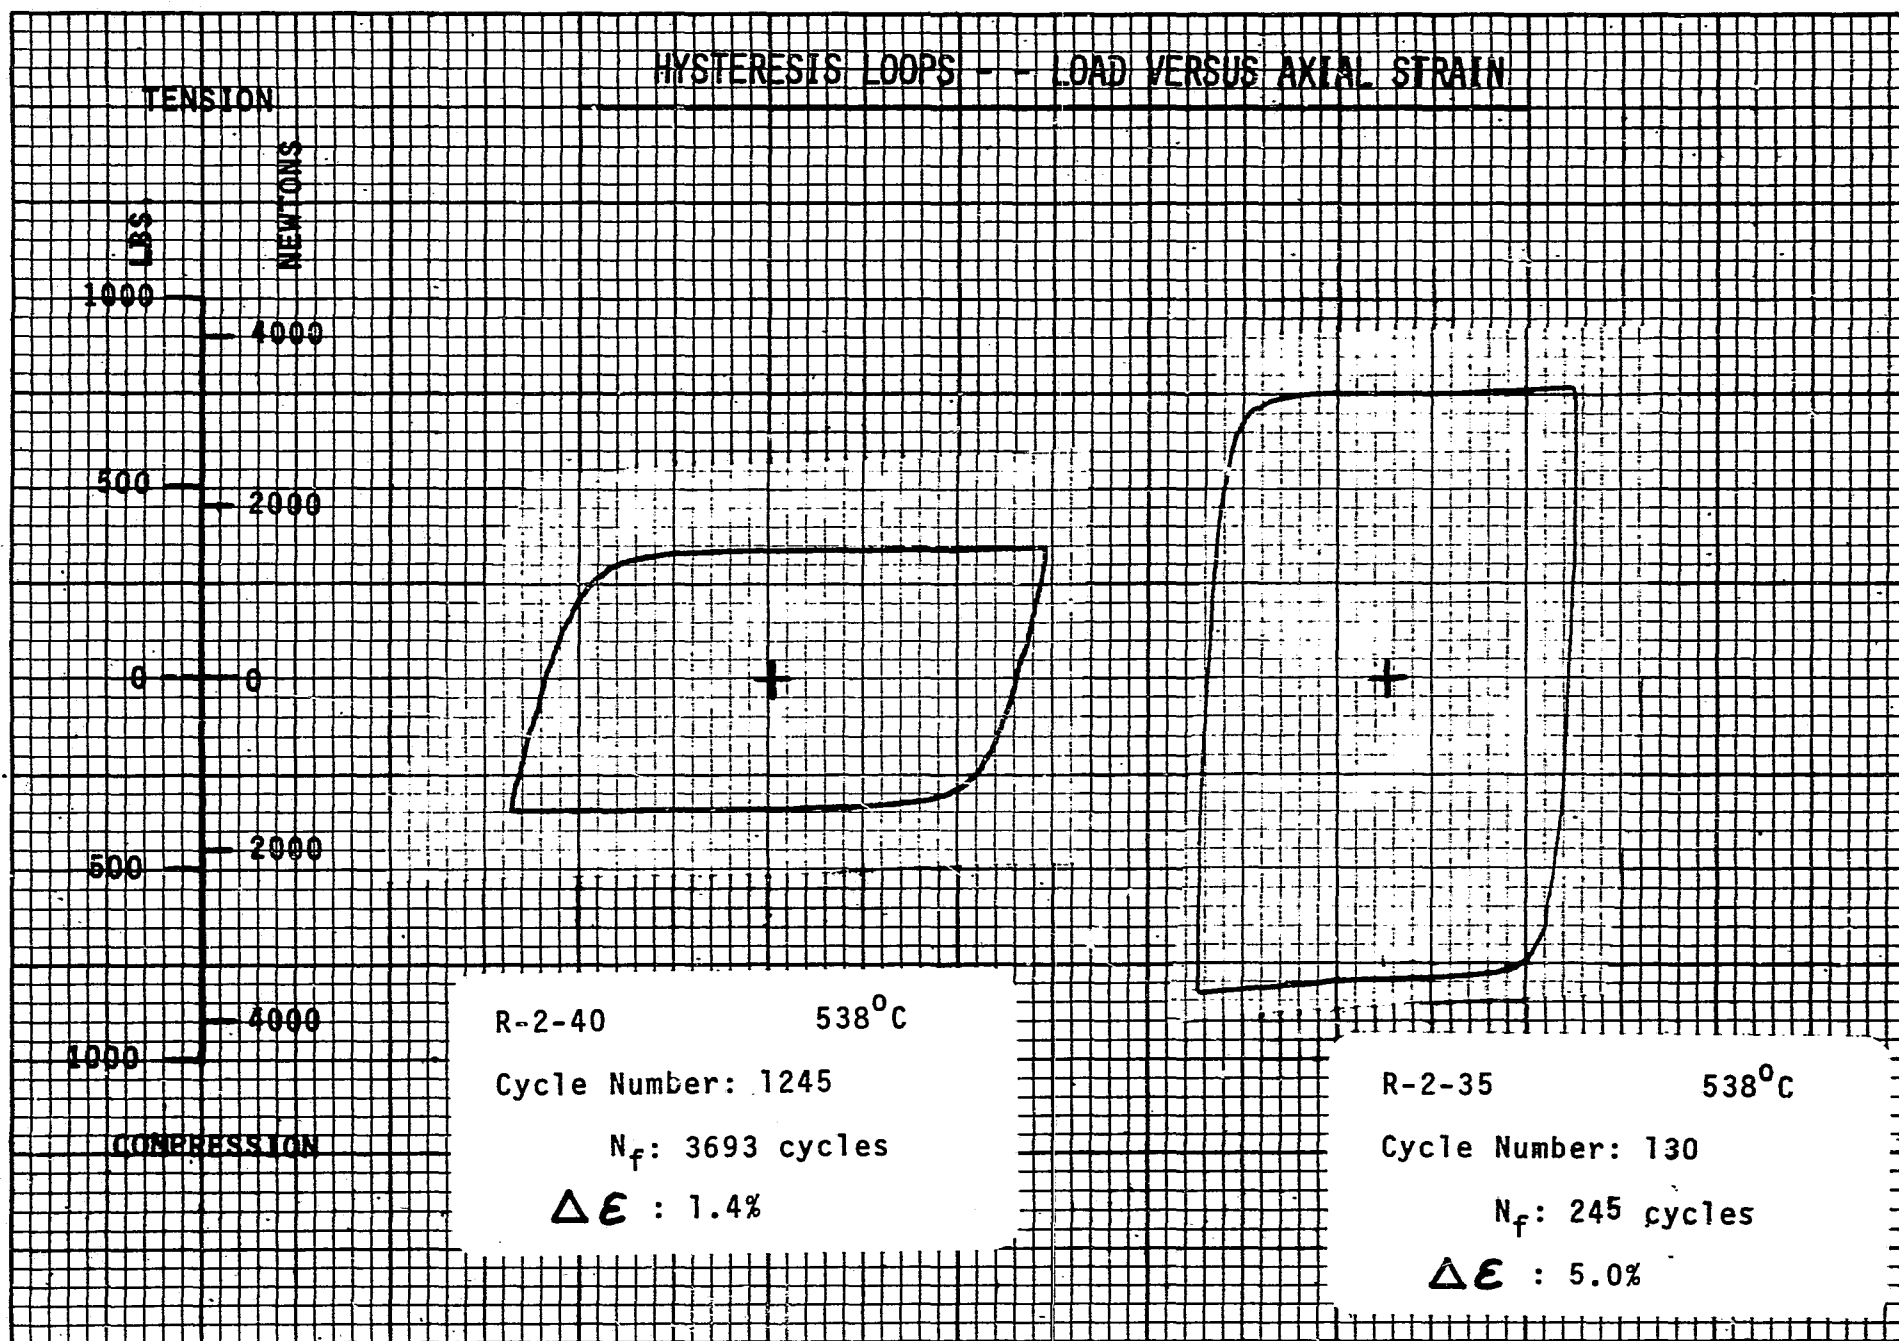 HYSTERESIS LOOPS - - LOAD VERSUS AXIAL STRAIN
TENSION
LBS.
NEWTONS
1000
4000
500
2000
0
0
2000
500
4000
1000
COMPRESSION
R-2-40 538°C
Cycle Number: 1245
Nf: 3693 cycles
Δε : 1.4%
R-2-35 538°C
Cycle Number: 130
Nf: 245 cycles
Δε : 5.0%